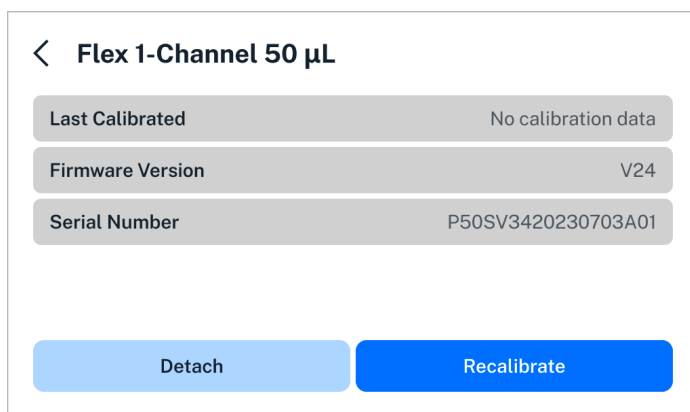 Flex 1-Channel 50 µL
Last Calibrated No calibration data
Firmware Version V24
Serial Number P50SV3420230703A01
Detach Recalibrate